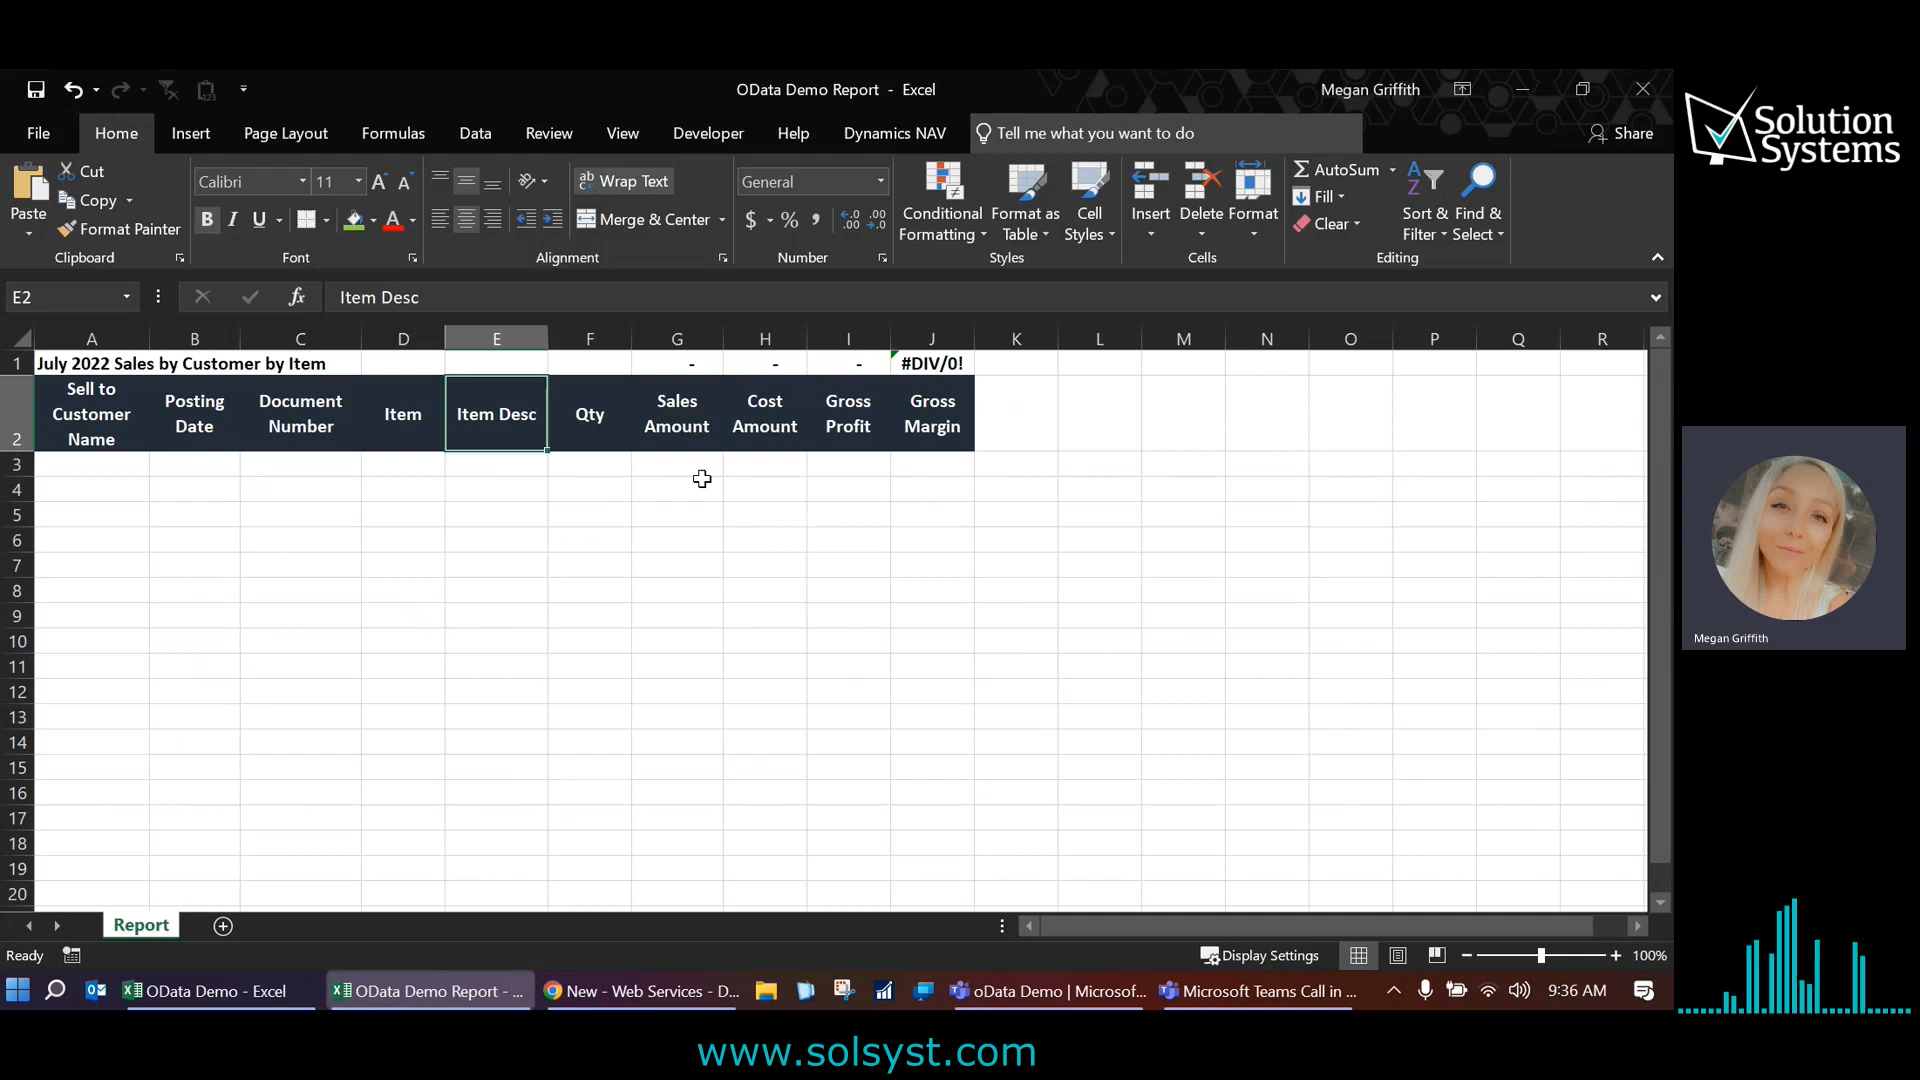 OData Demo Report - Excel
Megan Griffith
File Home Insert Page Layout Formulas Data Review View Developer Help Dynamics NAV Tell me what you want to do Share
Solution
Systems
Paste
Cut
Copy
Format Painter
Clipboard
Calibri 11
B I U A
Font
Wrap Text
Merge & Center
Alignment
General
$ % ,
Number
Conditional Formatting
Format as Table
Cell Styles
Styles
Insert Delete Format
Cells
AutoSum
Fill
Clear
Sort & Filter
Find & Select
Editing
E2 fx Item Desc
A B C D E F G H I J K L M N O P Q R
1 July 2022 Sales by Customer by Item - - - #DIV/0!
2 Sell to Customer Name Posting Date Document Number Item Item Desc Qty Sales Amount Cost Amount Gross Profit Gross Margin
3
4
5
6
7
8
9
10
11
12
13
14
15
16
17
18
19
20
Megan Griffith
Report
Ready Display Settings 100%
OData Demo - Excel OData Demo Report - ... New - Web Services - D... oData Demo | Microsof... Microsoft Teams Call in ... 9:36 AM
www.solsyst.com